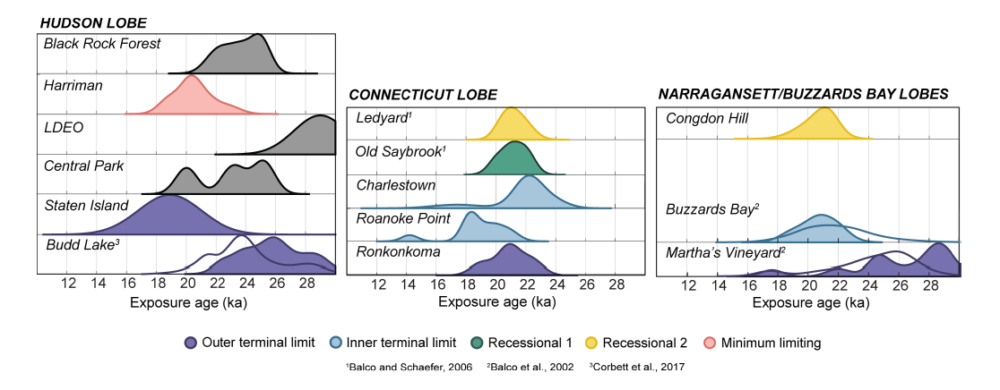 HUDSON LOBE
Black Rock Forest
Harriman
LDEO
Central Park
Staten Island
Budd Lake³
12 14 16 18 20 22 24 26 28
Exposure age (ka)
CONNECTICUT LOBE
Ledyard¹
Old Saybrook¹
Charlestown
Roanoke Point
Ronkonkoma
12 14 16 18 20 22 24 26 28
Exposure age (ka)
NARRAGANSETT/BUZZARDS BAY LOBES
Congdon Hill
Buzzards Bay²
Martha's Vineyard²
12 14 16 18 20 22 24 26 28
Exposure age (ka)
Outer terminal limit Inner terminal limit Recessional 1 Recessional 2 Minimum limiting
¹Balco and Schaefer, 2006 ²Balco et al., 2002 ³Corbett et al., 2017